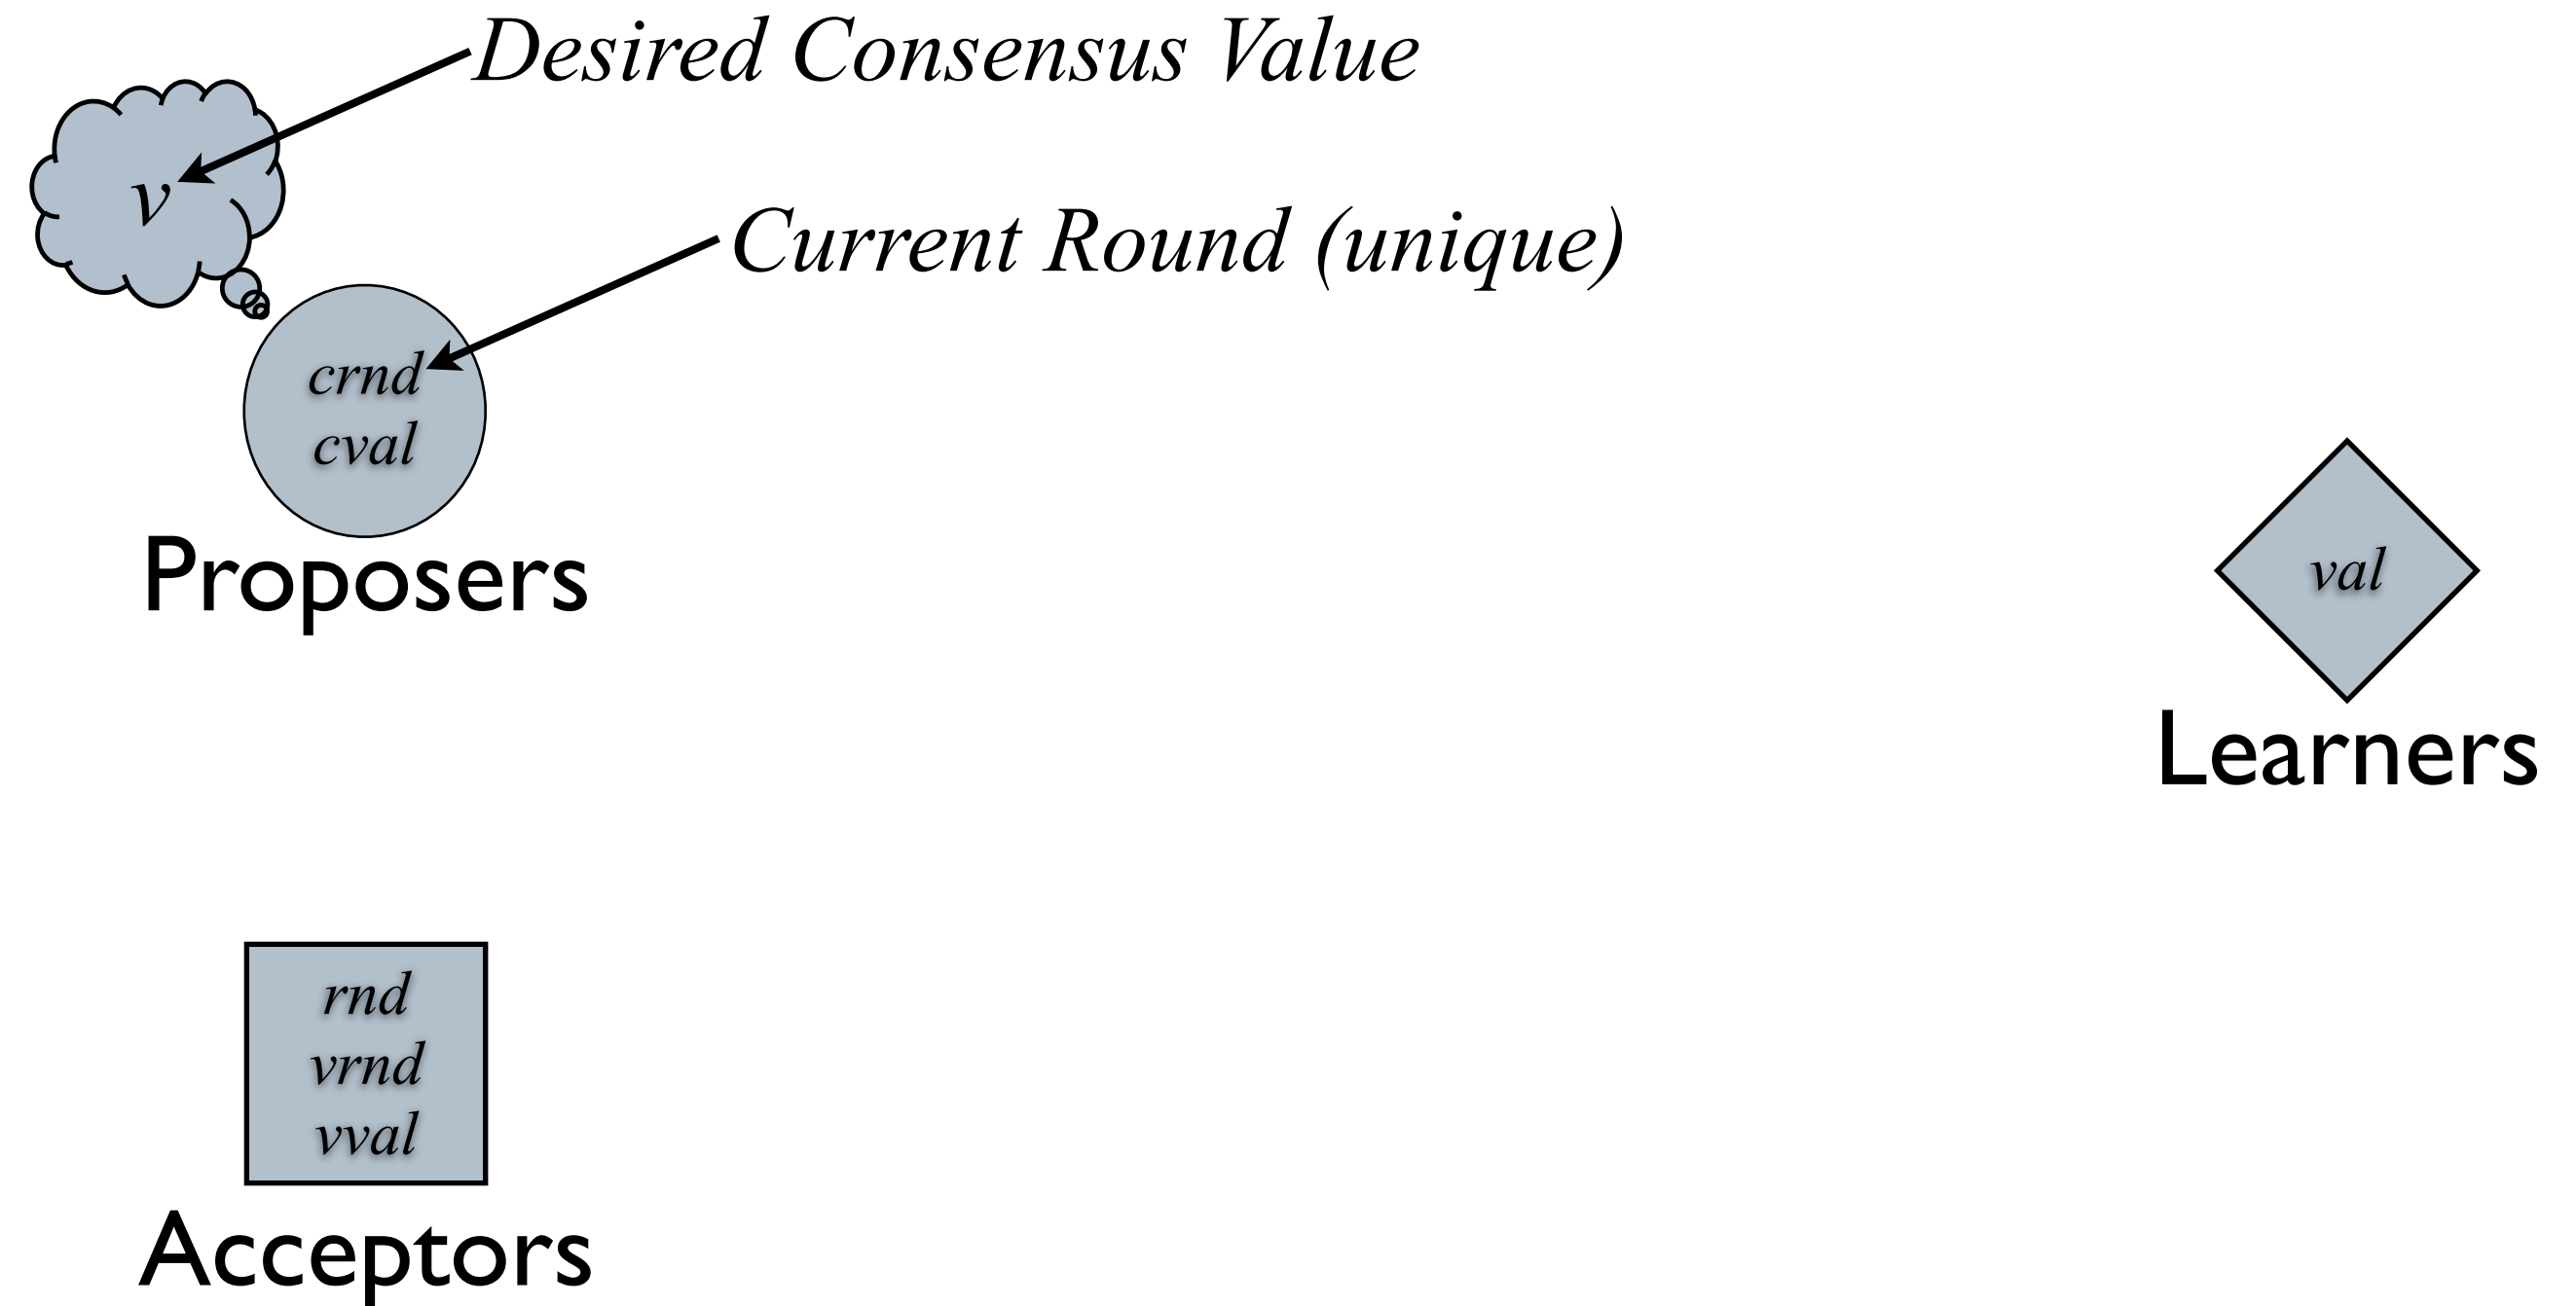 Desired Consensus Value
v
Current Round (unique)
crnd
cval
Proposers
val
Learners
rnd
vrnd
vval
Acceptors